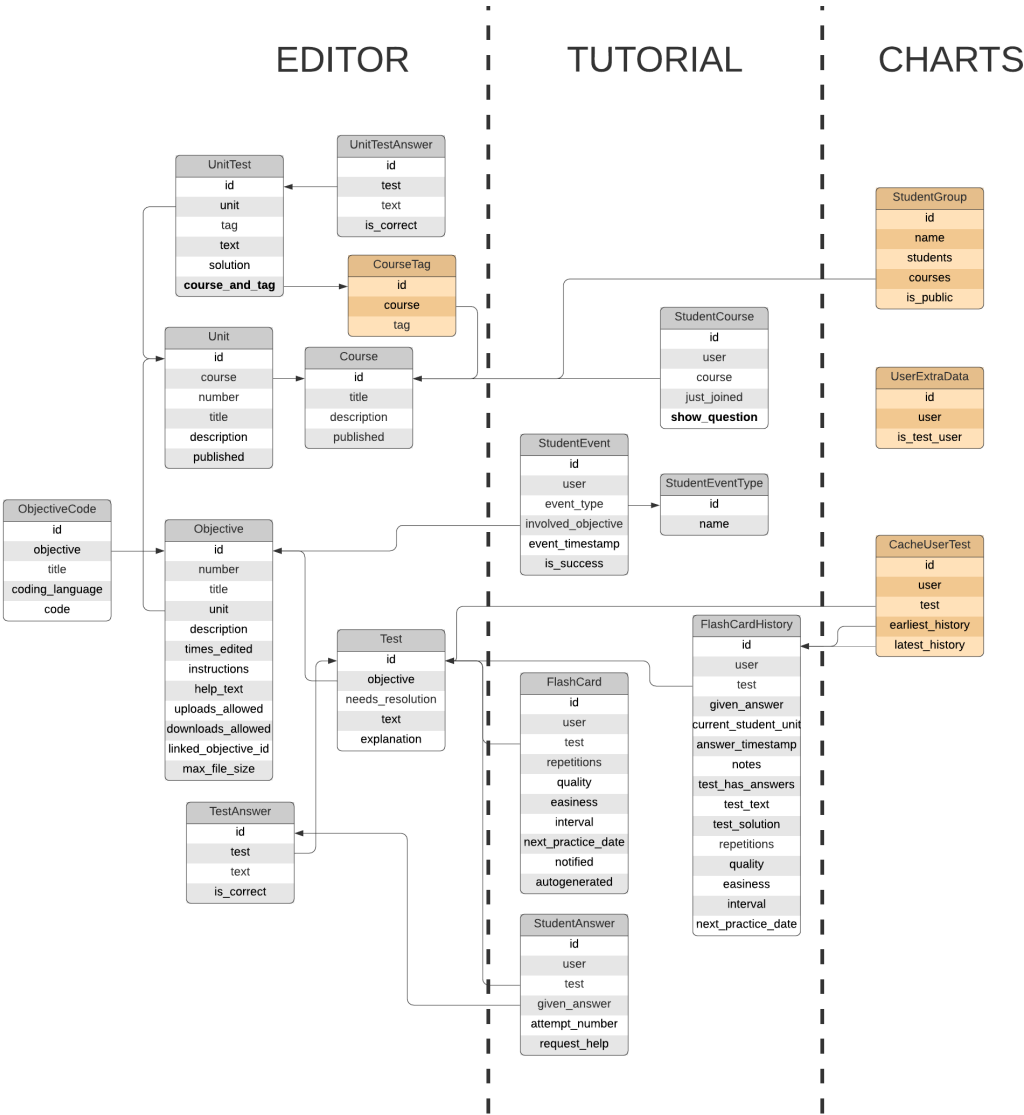 EDITOR
TUTORIAL
CHARTS
UnitTest
id
unit
tag
text
solution
course_and_tag
UnitTestAnswer
id
test
text
is_correct
CourseTag
id
course
tag
Unit
id
course
number
title
description
published
Course
id
title
description
published
ObjectiveCode
id
objective
title
coding_language
code
Objective
id
number
title
unit
description
times_edited
instructions
help_text
uploads_allowed
downloads_allowed
linked_objective_id
max_file_size
Test
id
objective
needs_resolution
text
explanation
TestAnswer
id
test
text
is_correct
StudentCourse
id
user
course
just_joined
show_question
StudentEvent
id
user
event_type
involved_objective
event_timestamp
is_success
StudentEventType
id
name
FlashCard
id
user
test
repetitions
quality
easiness
interval
next_practice_date
notified
autogenerated
FlashCardHistory
id
user
test
given_answer
current_student_unit
answer_timestamp
notes
test_has_answers
test_text
test_solution
repetitions
quality
easiness
interval
next_practice_date
StudentAnswer
id
user
test
given_answer
attempt_number
request_help
StudentGroup
id
name
students
courses
is_public
UserExtraData
id
user
is_test_user
CacheUserTest
id
user
test
earliest_history
latest_history